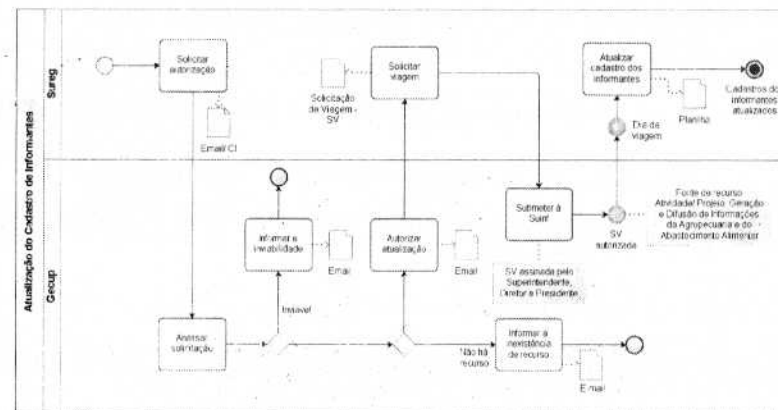 Atualização do Cadastro de Informantes
Sureg
Solicitar
autorização
Email/ CI
Solicitação
de Viagem -
SV
Solicitar
viagem
Atualizar
cadastro dos
informantes
Planilha
Cadastros de
informantes
atualizados
Dia da
viagem
Gecup
Informar a
inviabilidade
Email
Autorizar
atualização
Email
Submeter à
Suinf
SV assinada pelo
Superintendente,
Diretor e Presidente
SV
autorizada
Fonte de recurso
Atividade/ Projeto: Geração
e Difusão de Informações
da Agropecuária e do
Abastecimento Alimentar
Analisar
solicitação
Inviável
Não há
recurso
Informar a
inexistência
de recurso
Email